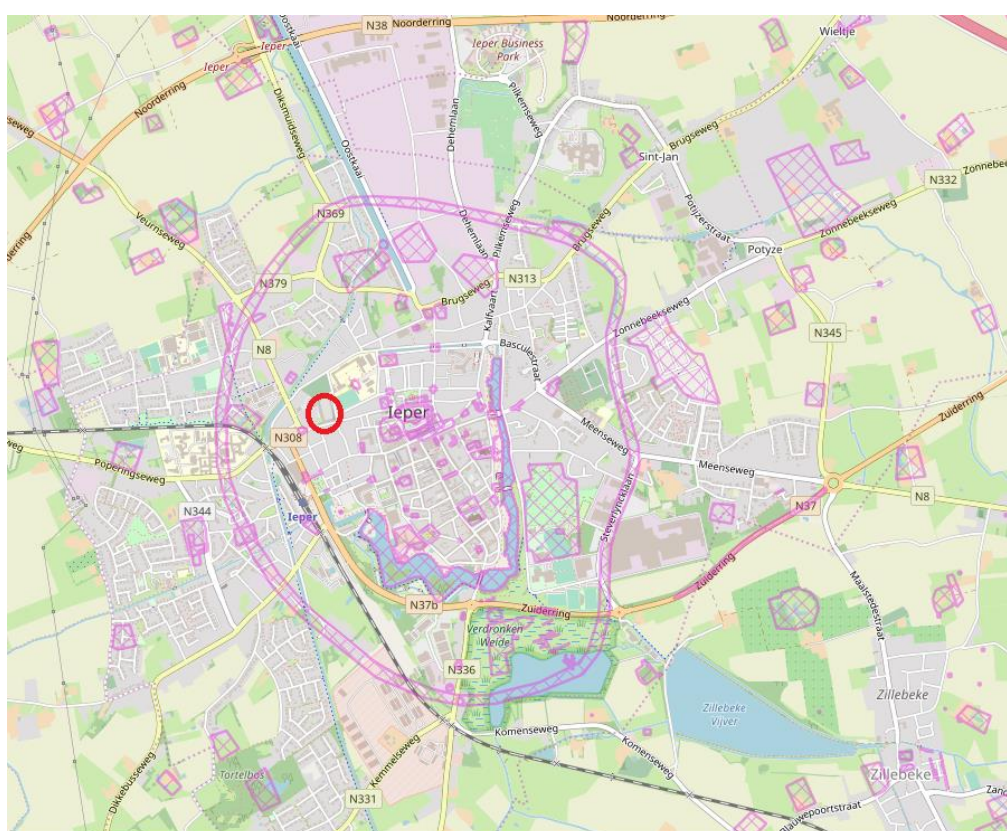 N38
Noorderring
Oostkaai
Ieper
Ieper
Ieper Business
Park
Wieltje
Noorderring
Diksmuidseweg
Dehemlaan
Pilkemseweg
Brugseweg
Oostkaai
Sint-Jan
Zonnebeekseweg
N332
Potijzerstraat
Veurnseweg
N369
Dehemlaan
Pilkemseweg
Brugseweg
Zonnebeekseweg
Potyze
N379
N313
Brugseweg
Kalfvaart
Zonnebeekseweg
N345
N8
Basculestraat
Ieper
Meenseweg
Zuiderring
N308
Poperingseweg
Meenseweg
N8
N344
Ieper
Steverlyncklaan
N37
Zuiderring
N37b
Zuiderring
Maalstedestraat
Verdronken
Weide
N336
Zillebeke
Zillebeke
Vijver
Komenseweg
Komenseweg
Kemmelseweg
Tortelbos
Dikkebusseweg
Zillebeke
N331